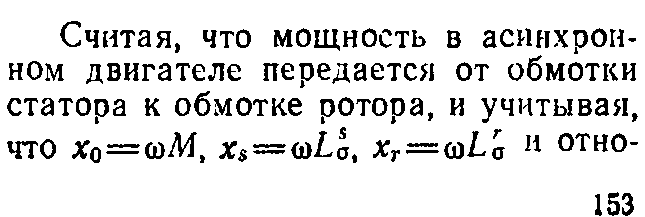 Считая, что мощность в асинхрон-
ном двигателе передается от обмотки
статора к обмотке ротора, и учитывая,
что x₀=ωM, xₛ=ωLσˢ, xᵣ=ωLσʳ и отно-
153